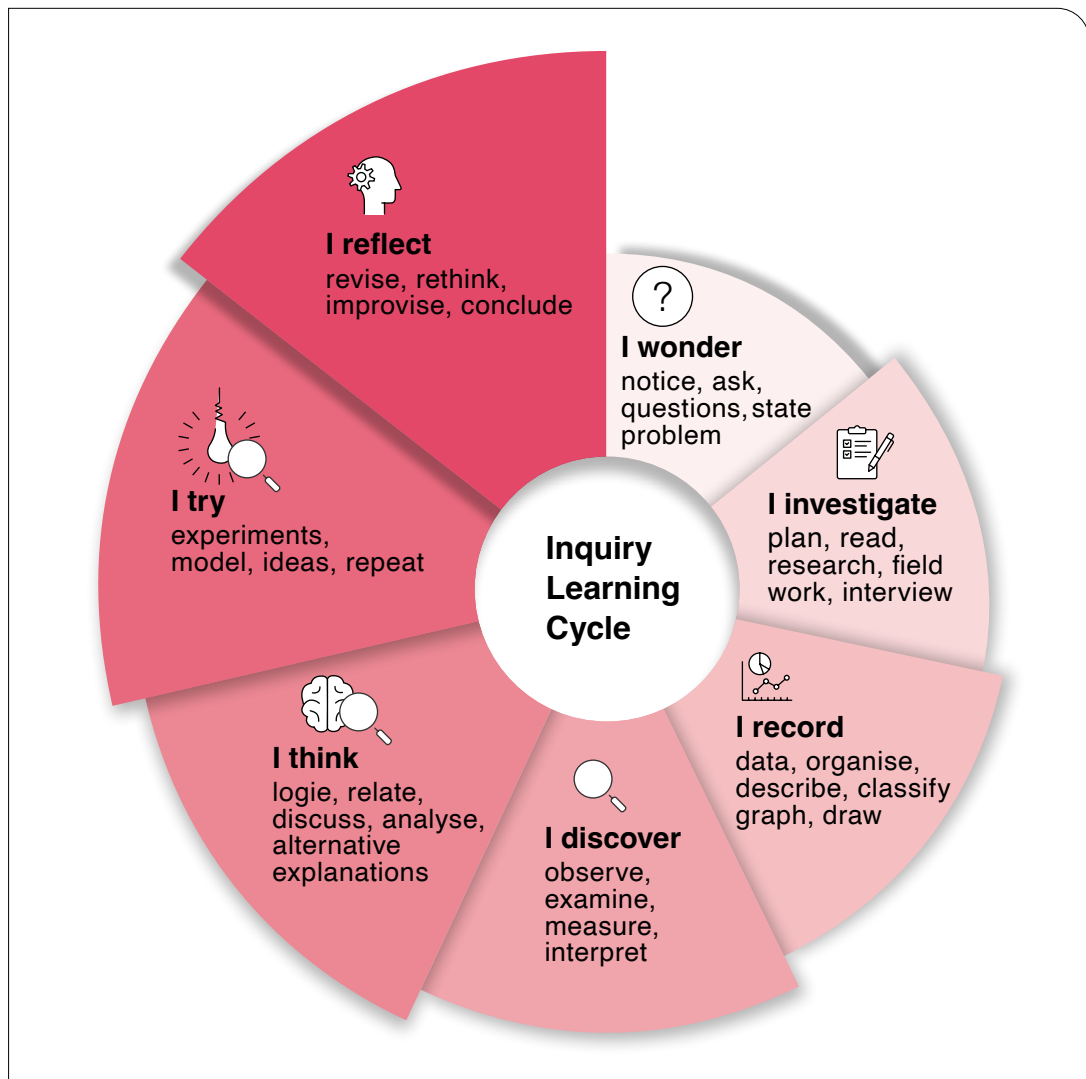 Inquiry
Learning
Cycle
I wonder
notice, ask,
questions, state
problem
I investigate
plan, read,
research, field
work, interview
I record
data, organise,
describe, classify
graph, draw
I discover
observe,
examine,
measure,
interpret
I think
logie, relate,
discuss, analyse,
alternative
explanations
I try
experiments,
model, ideas, repeat
I reflect
revise, rethink,
improvise, conclude
?